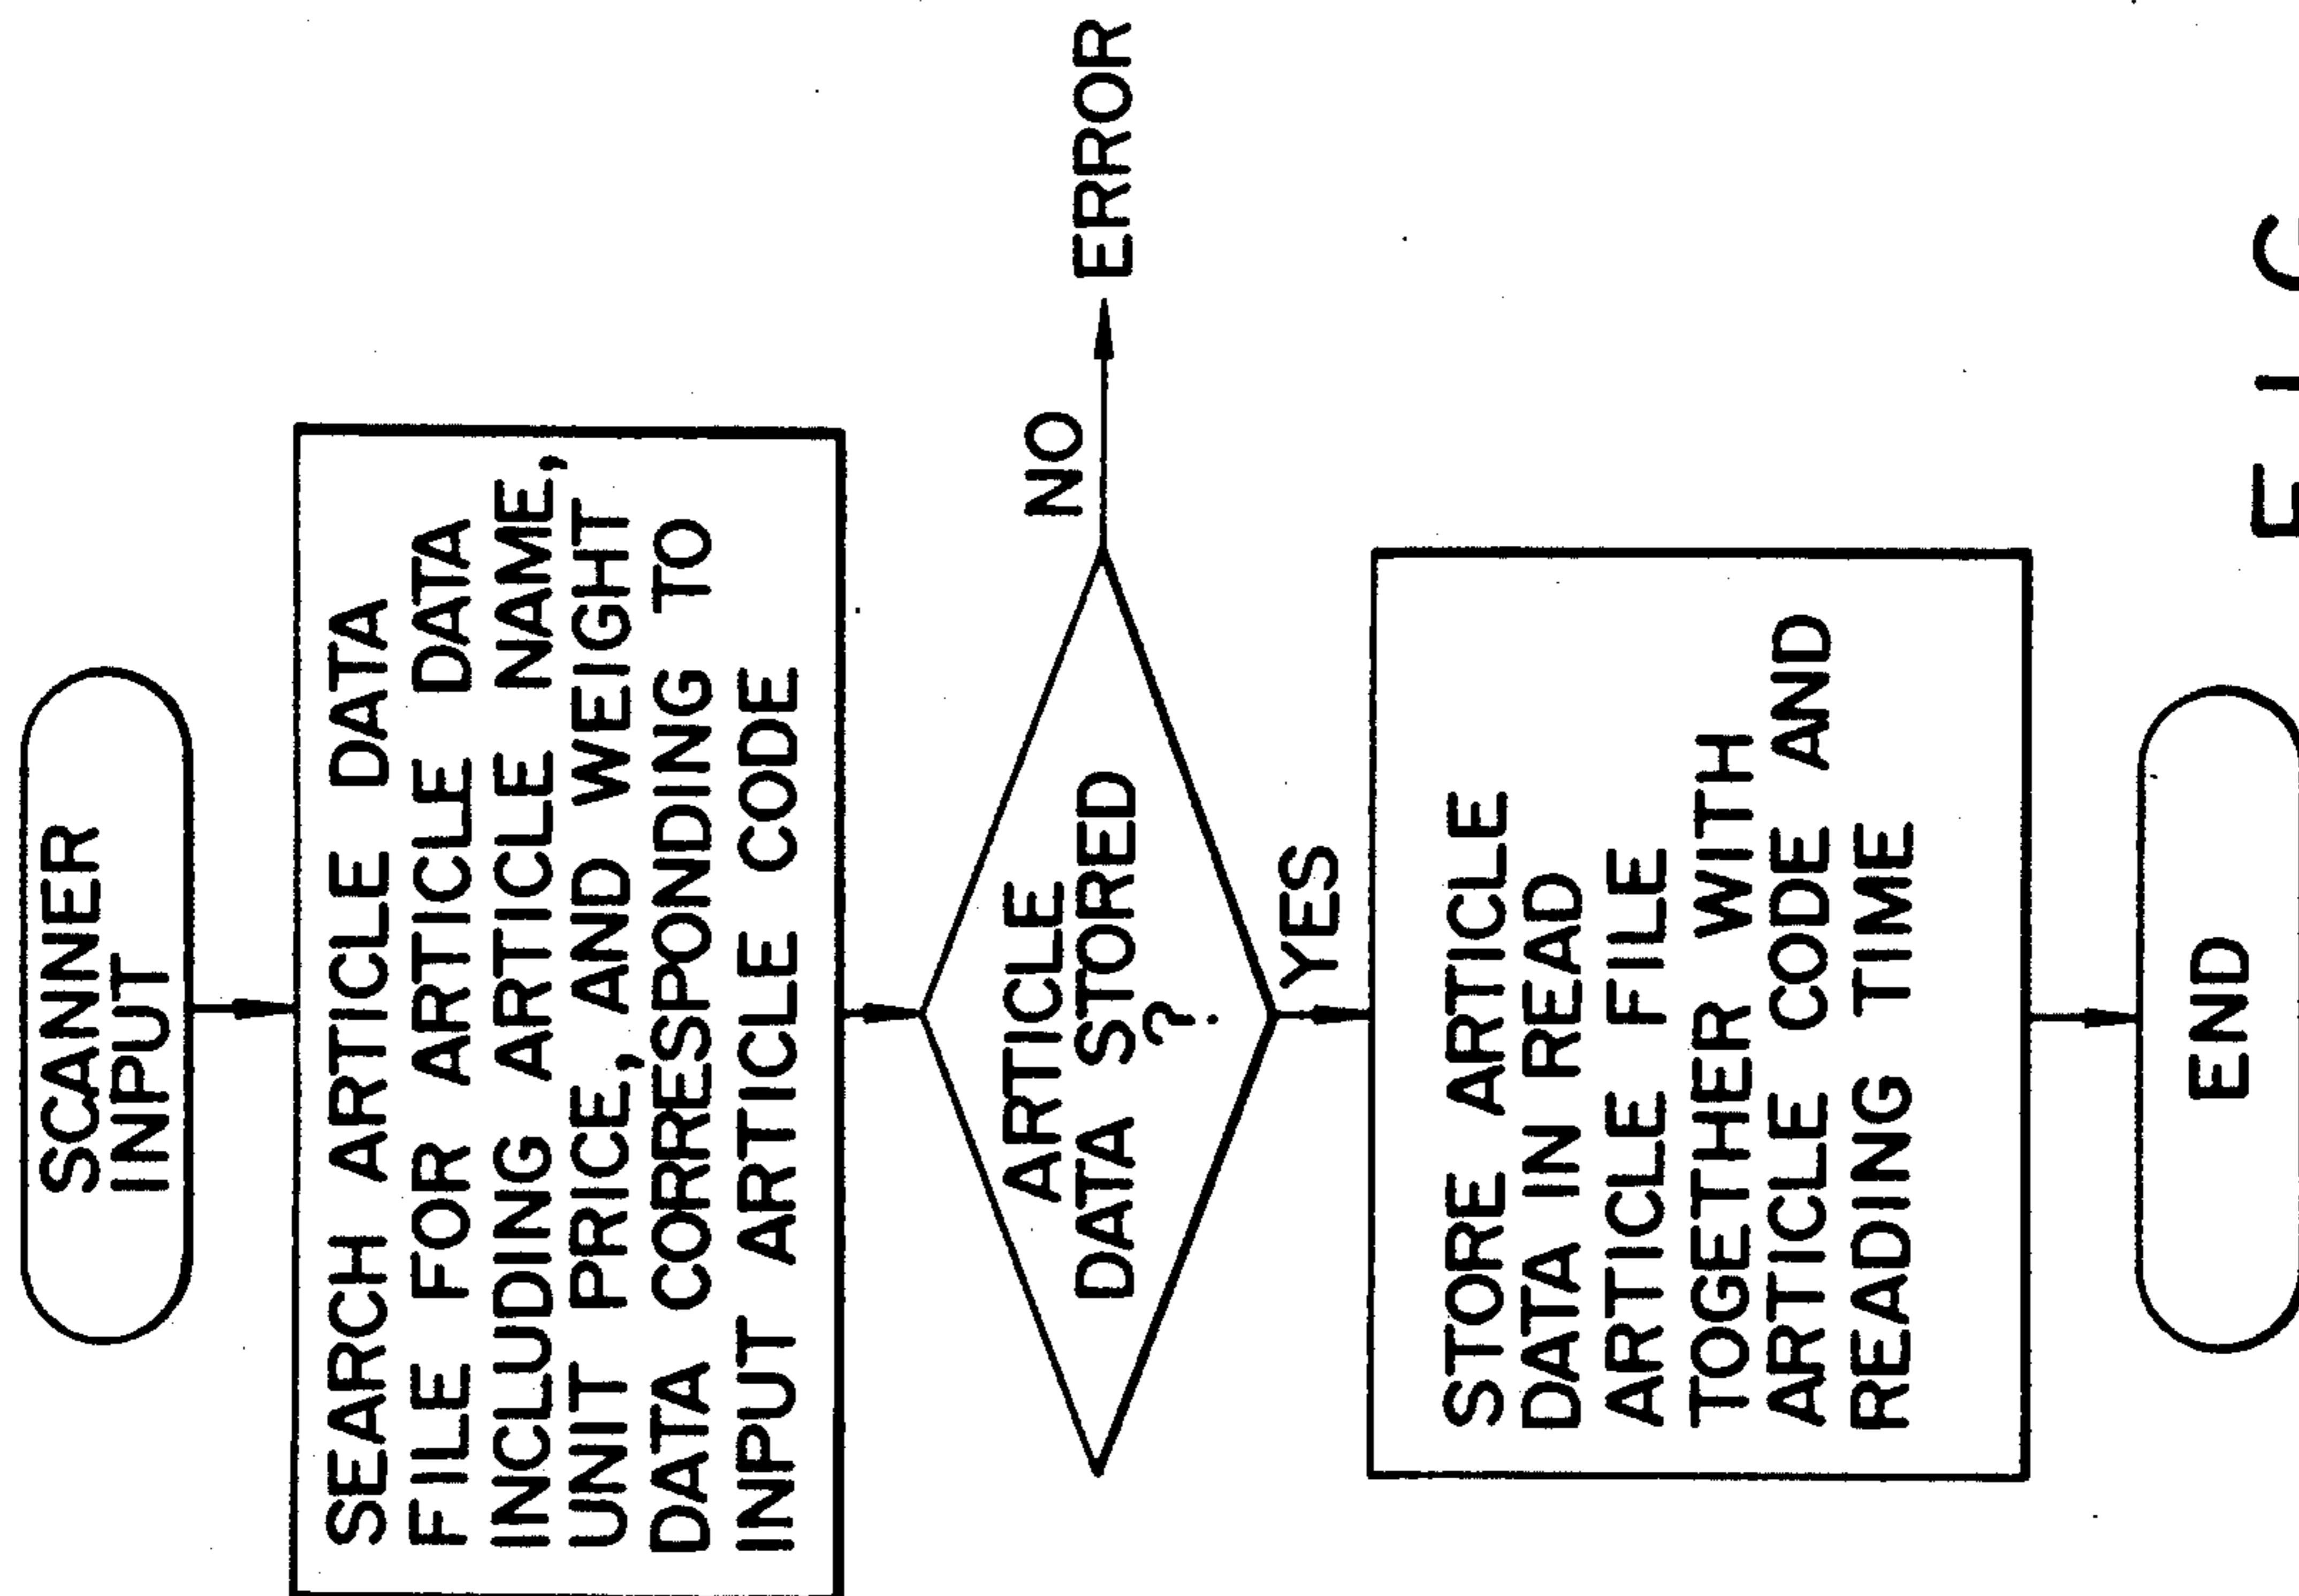 SCANNER
INPUT
SEARCH ARTICLE DATA
FILE FOR ARTICLE DATA
INCLUDING ARTICLE NAME,
UNIT PRICE, AND WEIGHT
DATA CORRESPONDING TO
INPUT ARTICLE CODE
ARTICLE
DATA STORED
?
NO
ERROR
YES
STORE ARTICLE
DATA IN READ
ARTICLE FILE
TOGETHER WITH
ARTICLE CODE AND
READING TIME
END